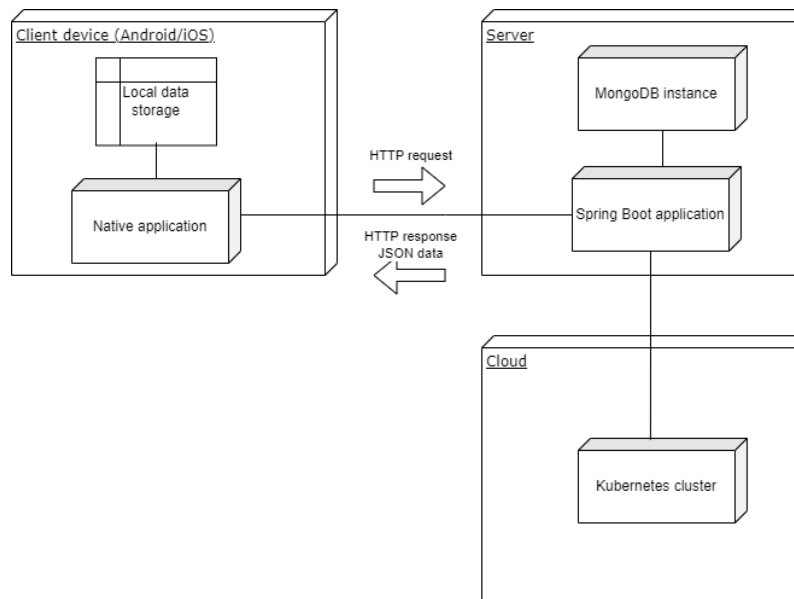 Client device (Android/iOS)
Local data
storage
Native application
HTTP request
HTTP response
JSON data
Server
MongoDB instance
Spring Boot application
Cloud
Kubernetes cluster